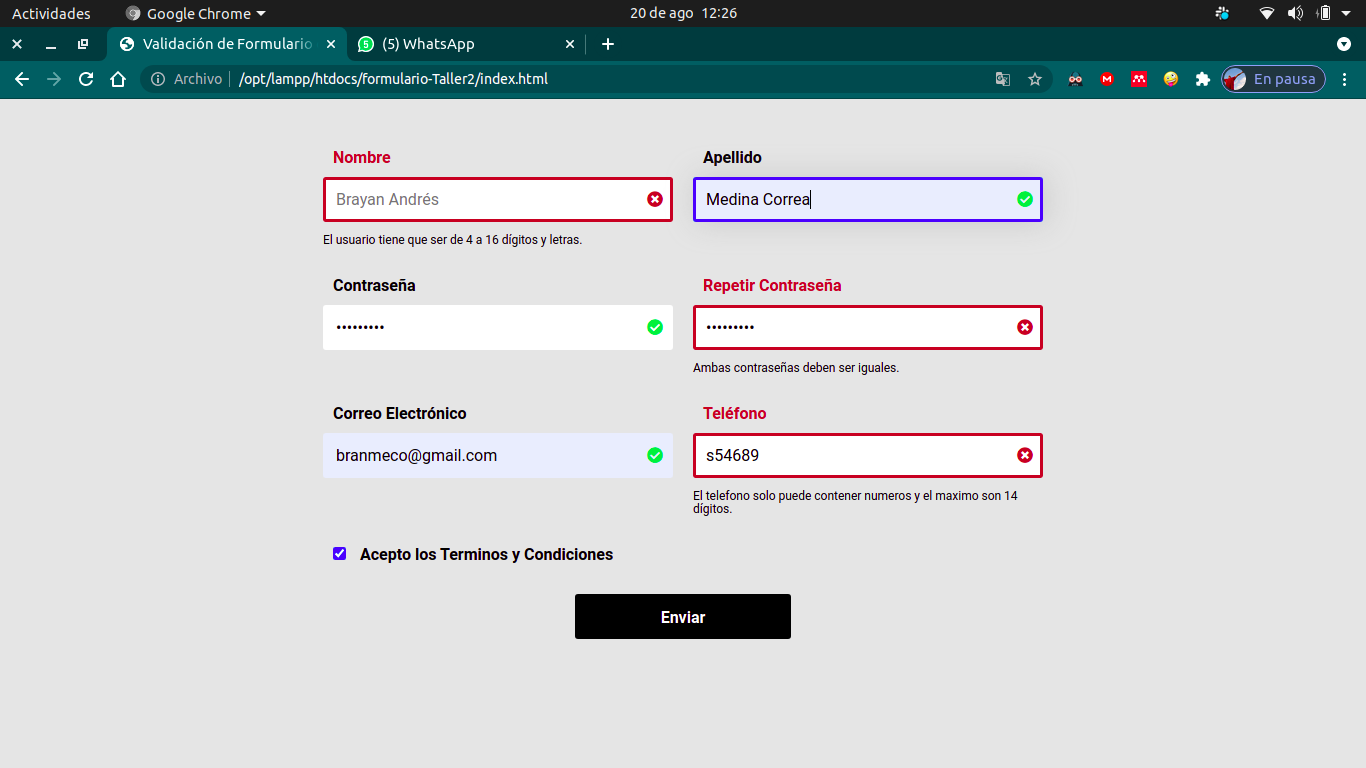 Actividades
Google Chrome
20 de ago 12:26
Validación de Formulario
5
(5) WhatsApp
Archivo
/opt/lampp/htdocs/formulario-Taller2/index.html
En pausa
Nombre
Apellido
Brayan Andrés
Medina Correa
El usuario tiene que ser de 4 a 16 dígitos y letras.
Contraseña
Repetir Contraseña
•••••••••
•••••••••
Ambas contraseñas deben ser iguales.
Correo Electrónico
Teléfono
branmeco@gmail.com
s54689
El telefono solo puede contener numeros y el maximo son 14
dígitos.
Acepto los Terminos y Condiciones
Enviar